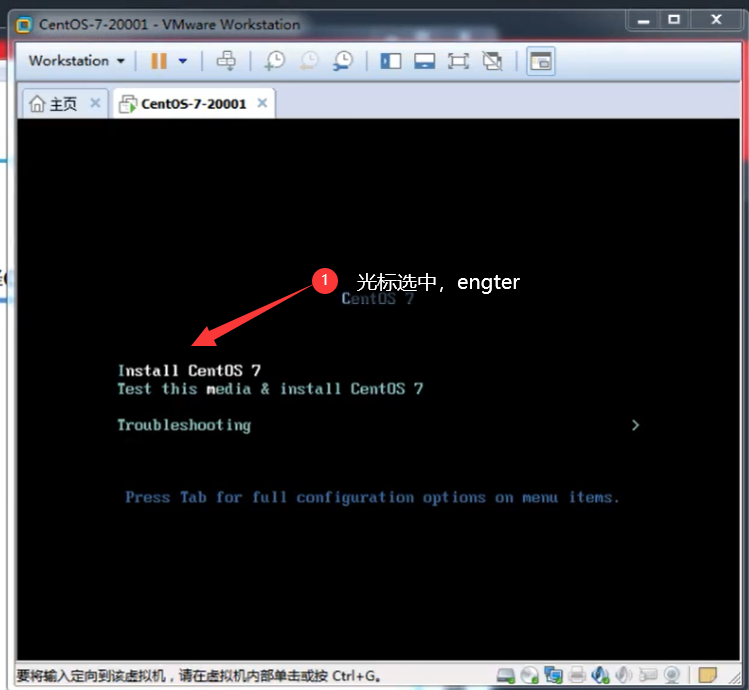 CentOS-7-20001 - VMware Workstation
Workstation
主页
CentOS-7-20001
1
光标选中，engter
CentOS 7
Install CentOS 7
Test this media & install CentOS 7
Troubleshooting >
Press Tab for full configuration options on menu items.
要将输入定向到该虚拟机，请在虚拟机内部单击或按 Ctrl+G。